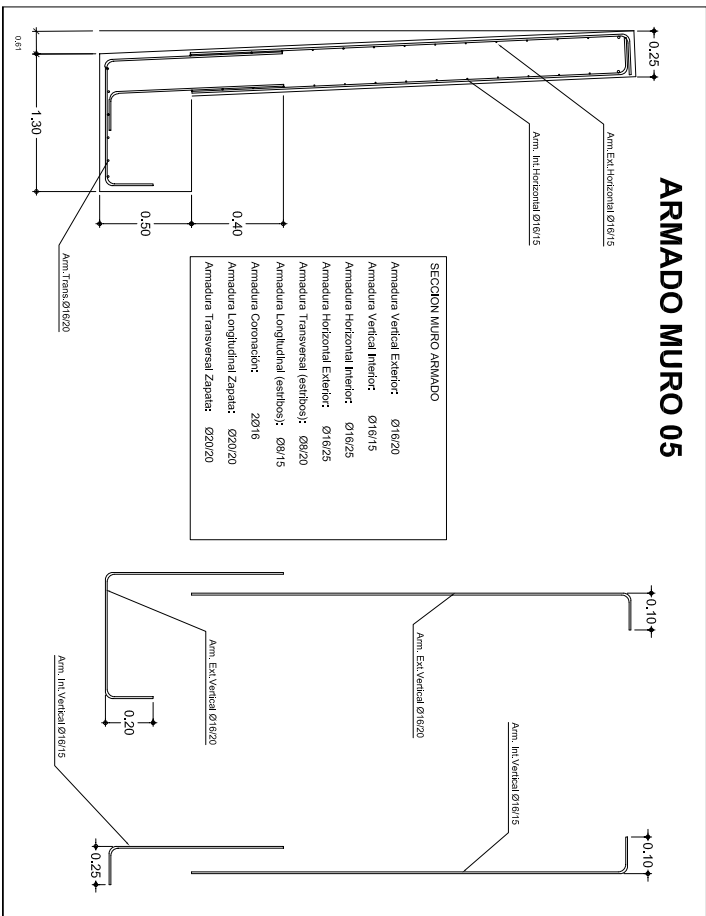 ARMADO MURO 05
0.25
Arm.Ext.Horizontal Ø16/15
Arm. Int.Horizontal Ø16/15
0.61
1.30
0.50
0.40
Arm.Trans.Ø16/20
SECCION MURO ARMADO
Armadura Vertical Exterior: Ø16/20
Armadura Vertical Interior: Ø16/15
Armadura Horizontal Interior: Ø16/25
Armadura Horizontal Exterior: Ø16/25
Armadura Transversal (estribos): Ø8/20
Armadura Longitudinal (estribos): Ø8/15
Armadura Coronación: 2Ø16
Armadura Longitudinal Zapata: Ø20/20
Armadura Transversal Zapata: Ø20/20
0.10
Arm. Ext.Vertical Ø16/20
Arm. Ext.Vertical Ø16/20
0.20
0.10
Arm. Int.Vertical Ø16/15
Arm. Int.Vertical Ø16/15
0.25